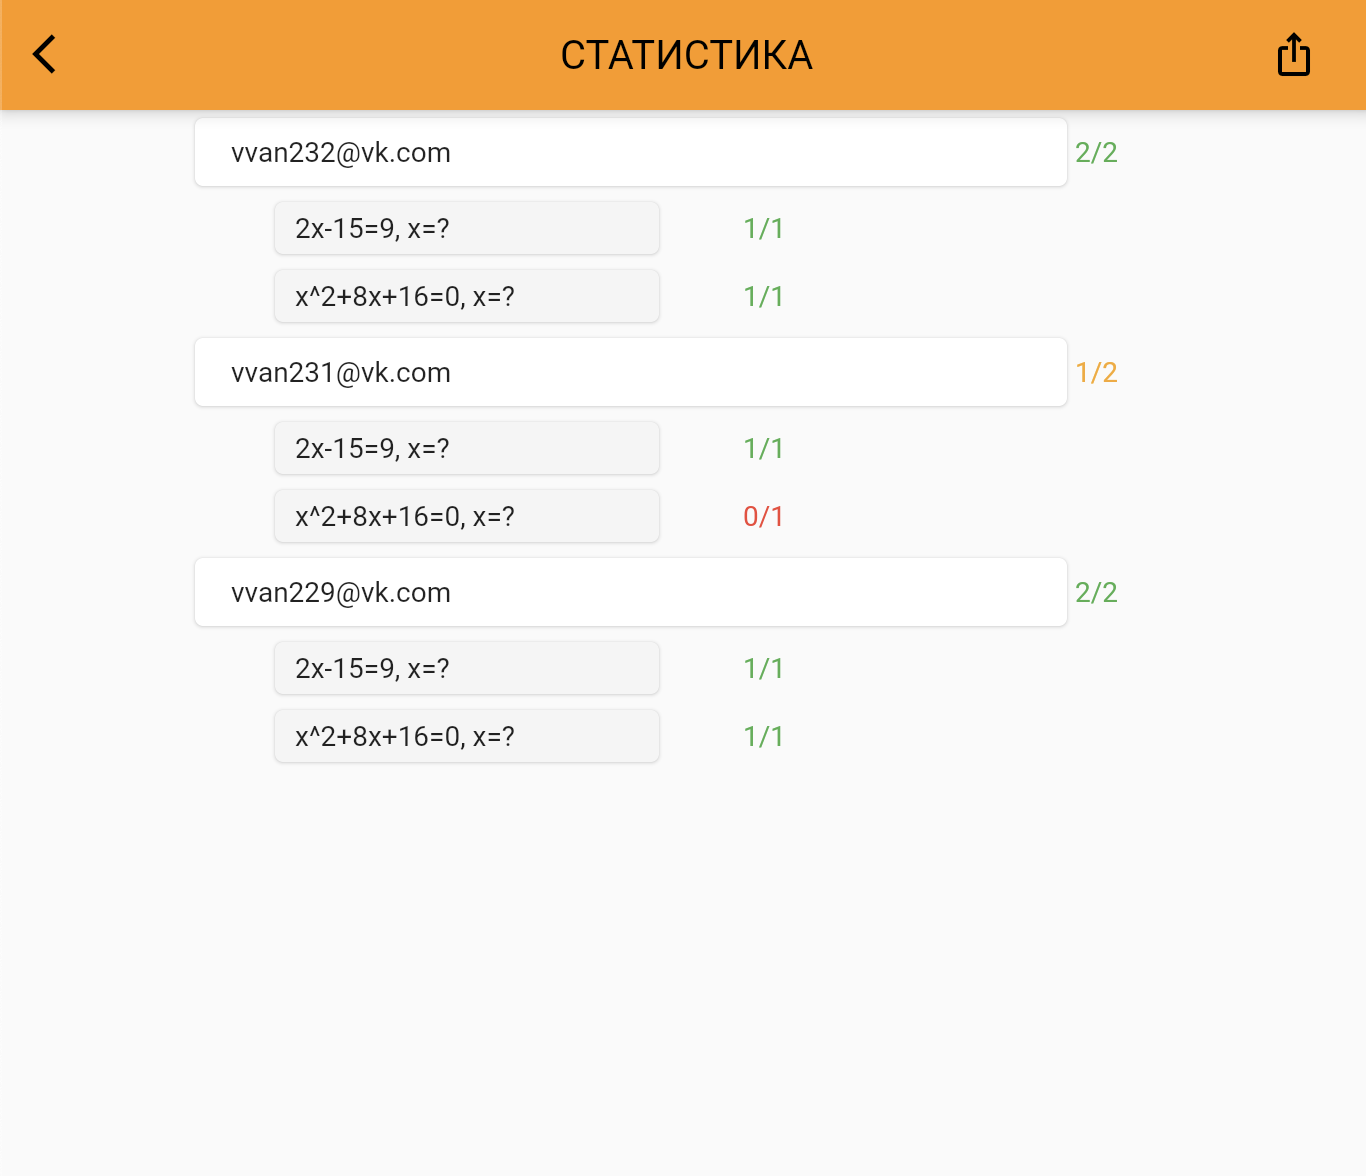 СТАТИСТИКА
vvan232@vk.com 2/2
2x-15=9, x=? 1/1
x^2+8x+16=0, x=? 1/1
vvan231@vk.com 1/2
2x-15=9, x=? 1/1
x^2+8x+16=0, x=? 0/1
vvan229@vk.com 2/2
2x-15=9, x=? 1/1
x^2+8x+16=0, x=? 1/1